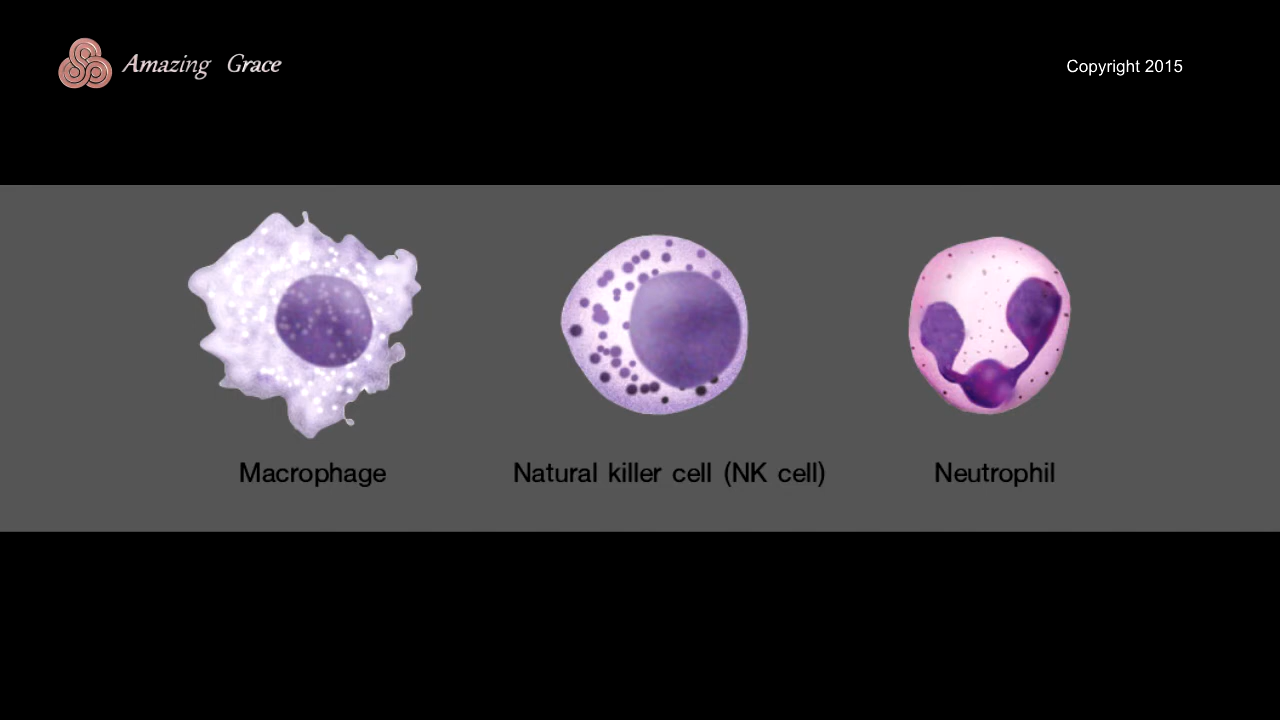 Amazing Grace
Copyright 2015
Macrophage
Natural killer cell (NK cell)
Neutrophil